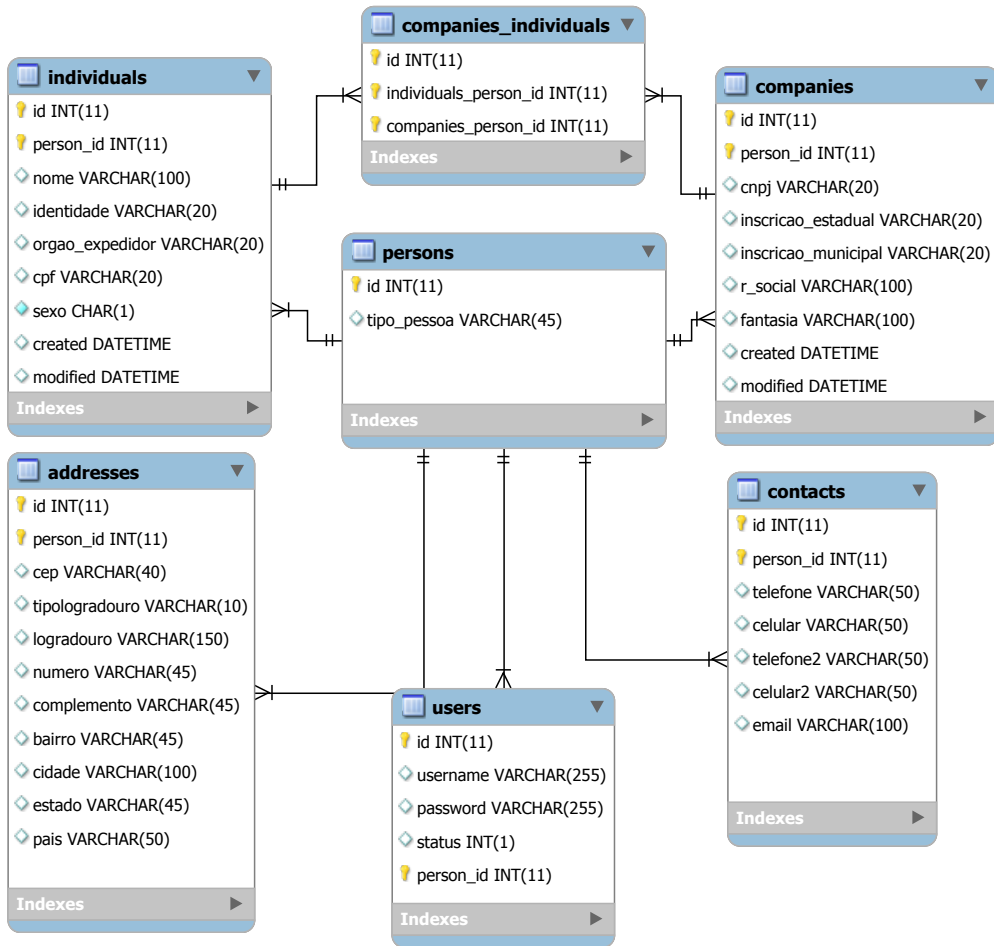 companies_individuals
id INT(11)
individuals_person_id INT(11)
companies_person_id INT(11)
Indexes
individuals
id INT(11)
person_id INT(11)
nome VARCHAR(100)
identidade VARCHAR(20)
orgao_expedidor VARCHAR(20)
cpf VARCHAR(20)
sexo CHAR(1)
created DATETIME
modified DATETIME
Indexes
companies
id INT(11)
person_id INT(11)
cnpj VARCHAR(20)
inscricao_estadual VARCHAR(20)
inscricao_municipal VARCHAR(20)
r_social VARCHAR(100)
fantasia VARCHAR(100)
created DATETIME
modified DATETIME
Indexes
persons
id INT(11)
tipo_pessoa VARCHAR(45)
Indexes
addresses
id INT(11)
person_id INT(11)
cep VARCHAR(40)
tipologradouro VARCHAR(10)
logradouro VARCHAR(150)
numero VARCHAR(45)
complemento VARCHAR(45)
bairro VARCHAR(45)
cidade VARCHAR(100)
estado VARCHAR(45)
pais VARCHAR(50)
Indexes
users
id INT(11)
username VARCHAR(255)
password VARCHAR(255)
status INT(1)
person_id INT(11)
Indexes
contacts
id INT(11)
person_id INT(11)
telefone VARCHAR(50)
celular VARCHAR(50)
telefone2 VARCHAR(50)
celular2 VARCHAR(50)
email VARCHAR(100)
Indexes